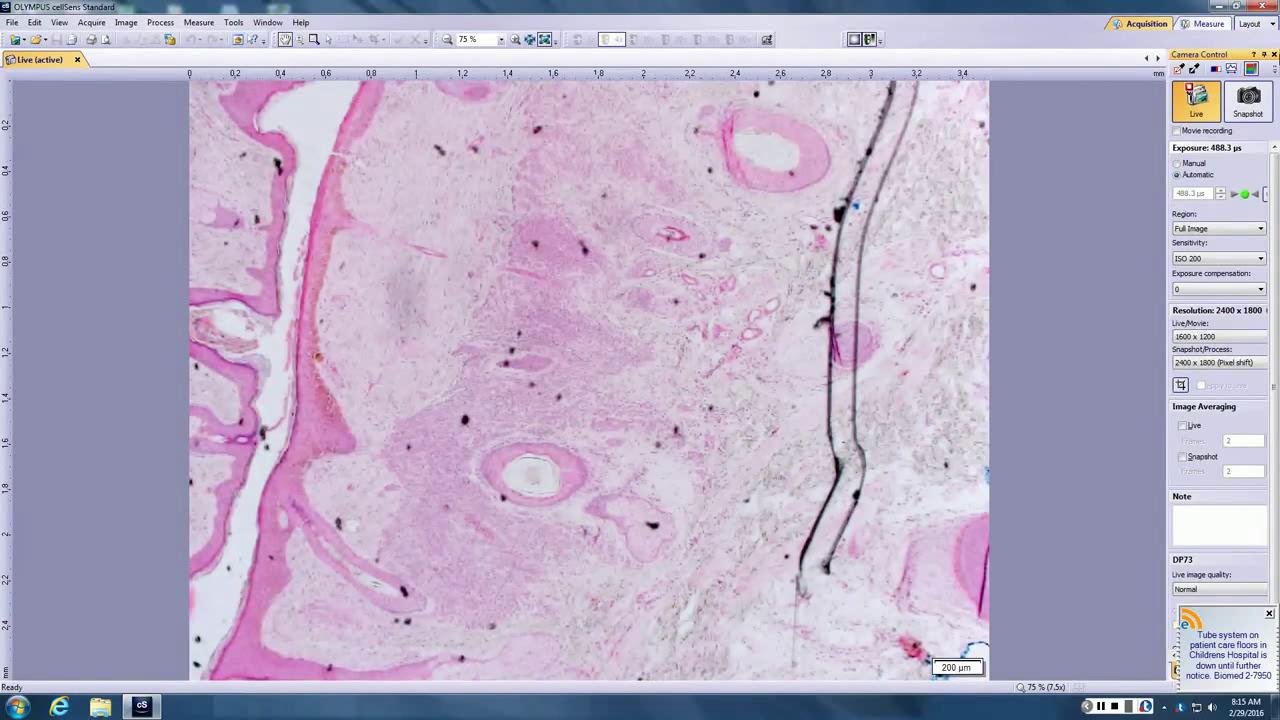 OLYMPUS cellSens Standard
File Edit View Acquire Image Process Measure Tools Window Help
Acquisition Measure Layout
75 %
Live (active)
Camera Control
0 0,2 0,4 0,6 0,8 1 1,2 1,4 1,6 1,8 2 2,2 2,4 2,6 2,8 3 3,2 3,4
mm
Live Snapshot
Movie recording
Exposure: 488.3 µs
Manual
Automatic
488.3 µs
Region:
Full Image
Sensitivity:
ISO 200
Exposure compensation:
0
Resolution: 2400 x 1800
Live/Movie:
1600 x 1200
Snapshot/Process:
2400 x 1800 (Pixel shift)
Image Averaging
Live
Frames 2
Snapshot
Frames 2
Note
DP73
Live image quality:
Normal
0,2
0,4
0,6
0,8
1
1,2
1,4
1,6
1,8
2
2,2
2,4
mm
200 µm
Tube system on
patient care floors in
Childrens Hospital is
down until further
notice. Biomed 2-7950
Ready
75 % (7.5x)
cS
8:15 AM
2/29/2016